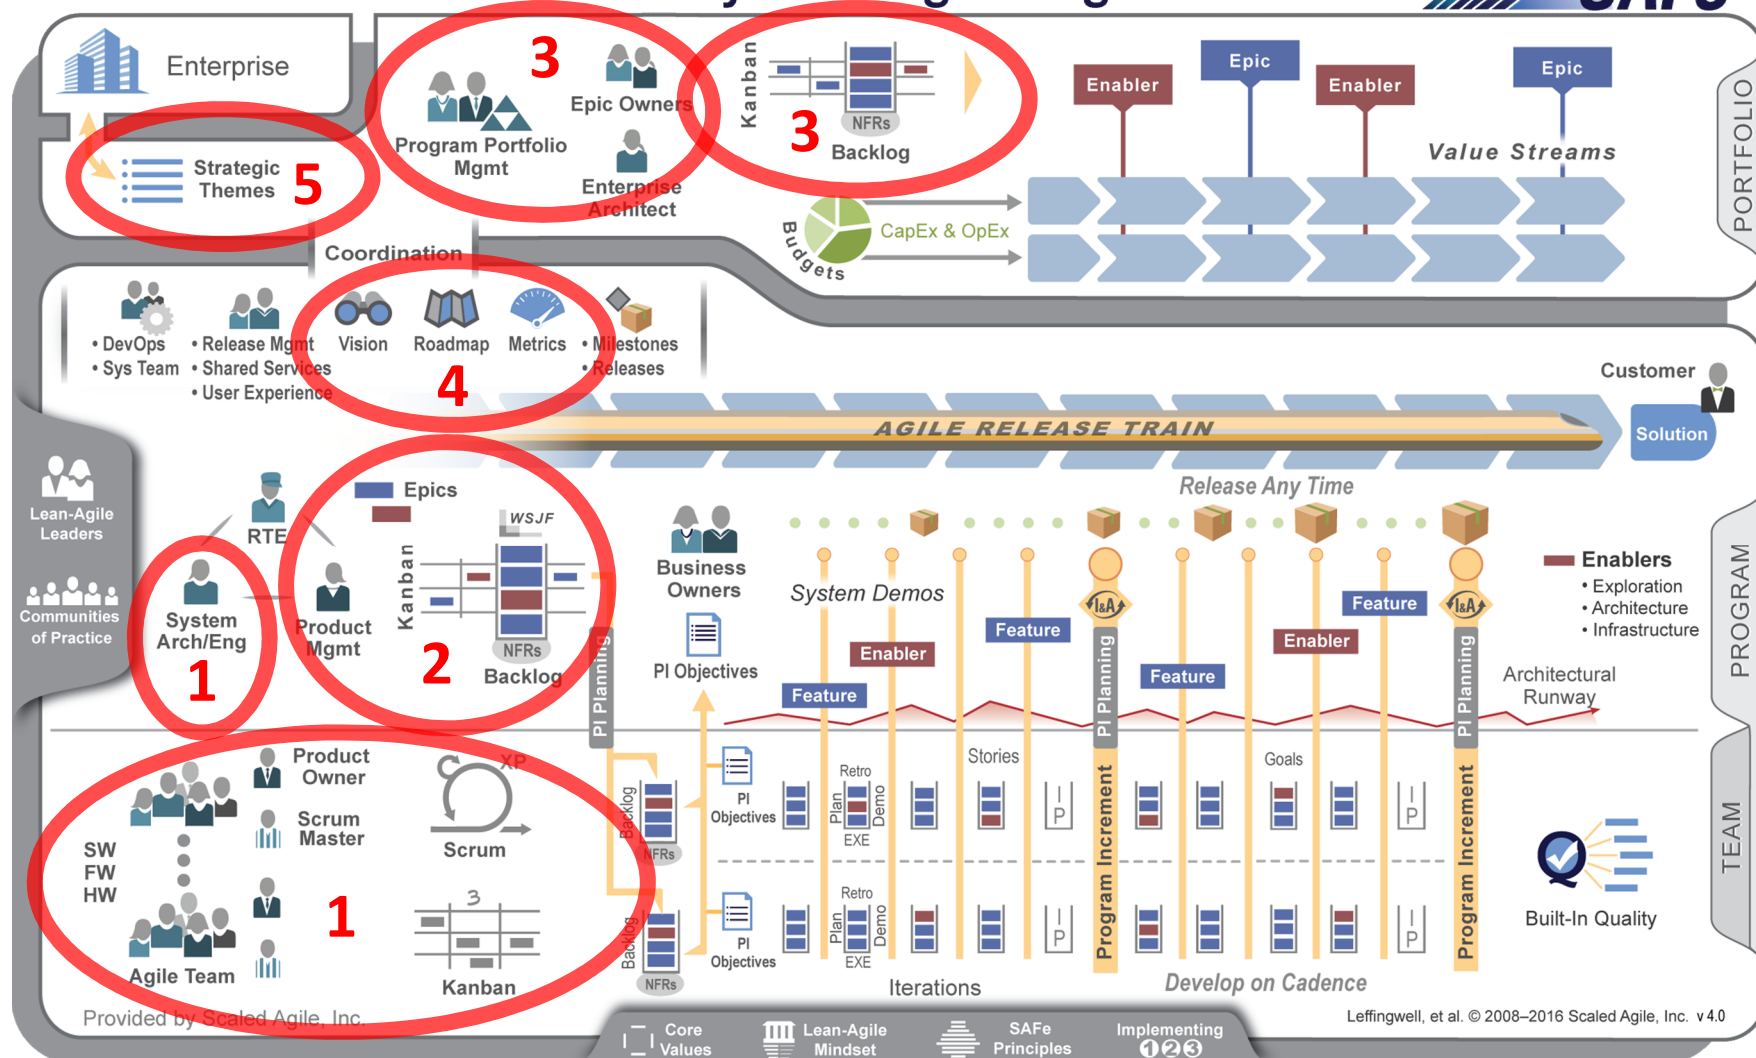 Enterprise
Strategic
Themes
5
3
Epic Owners
Program Portfolio
Mgmt
Enterprise
Architect
Kanban
3
NFRs
Backlog
Enabler
Epic
Enabler
Epic
Value Streams
Budgets
CapEx & OpEx
PORTFOLIO
Coordination
• DevOps
• Sys Team
• Release Mgmt
• Shared Services
• User Experience
Vision
Roadmap
Metrics
• Milestones
• Releases
4
Customer
Solution
AGILE RELEASE TRAIN
Release Any Time
Lean-Agile
Leaders
Communities
of Practice
RTE
System
Arch/Eng
1
Product
Mgmt
Epics
WSJF
Kanban
2
NFRs
Backlog
PI Planning
Business
Owners
PI Objectives
System Demos
Feature
Enabler
Feature
I&A
PI Planning
Feature
Enabler
Feature
I&A
PI Planning
Enablers
• Exploration
• Architecture
• Infrastructure
Architectural
Runway
PROGRAM
Product
Owner
Scrum
Master
XP
Scrum
SW
FW
HW
1
3
Agile Team
Kanban
Backlog
NFRs
PI
Objectives
Retro
Plan
Demo
EXE
Stories
I
P
Goals
I
P
Backlog
NFRs
PI
Objectives
Retro
Plan
Demo
EXE
I
P
I
P
Program Increment
Program Increment
Iterations
Develop on Cadence
Built-In Quality
TEAM
Provided by Scaled Agile, Inc.
Leffingwell, et al. © 2008–2016 Scaled Agile, Inc. v 4.0
Core
Values
Lean-Agile
Mindset
SAFe
Principles
Implementing
1 2 3